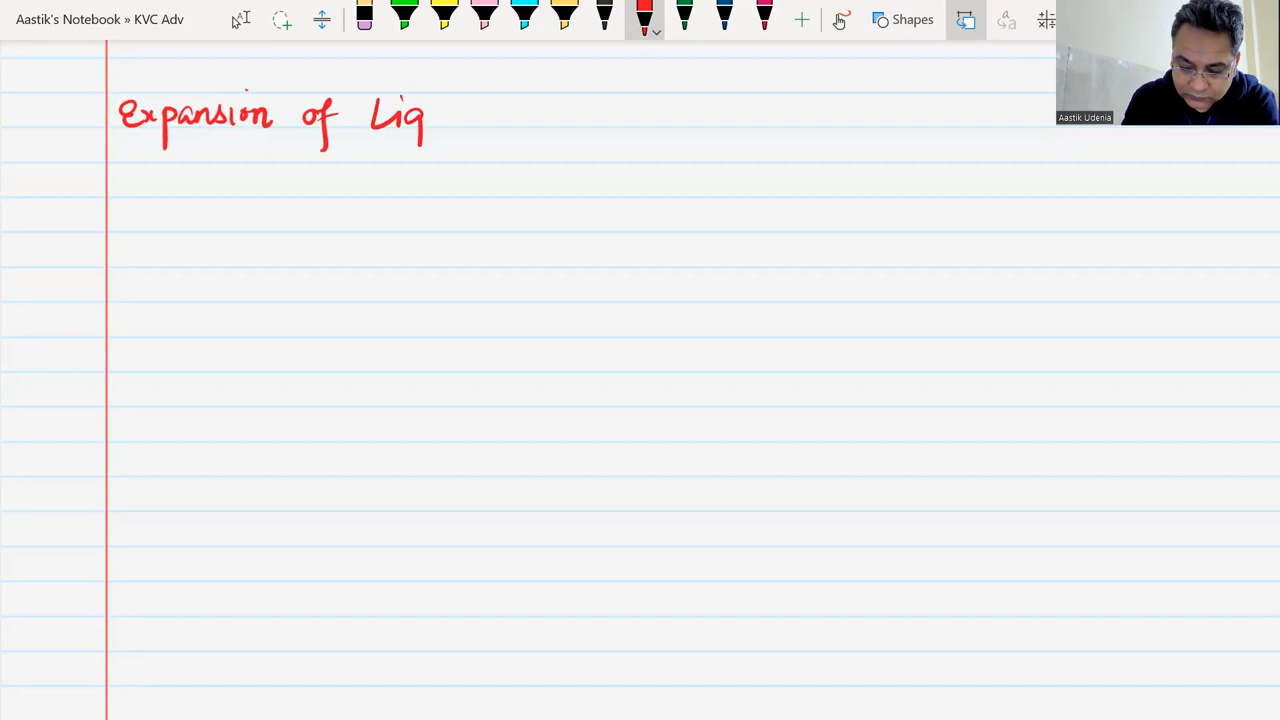 Aastik's Notebook » KVC Adv
Shapes
Aastik Udenia
Expansion of Liq